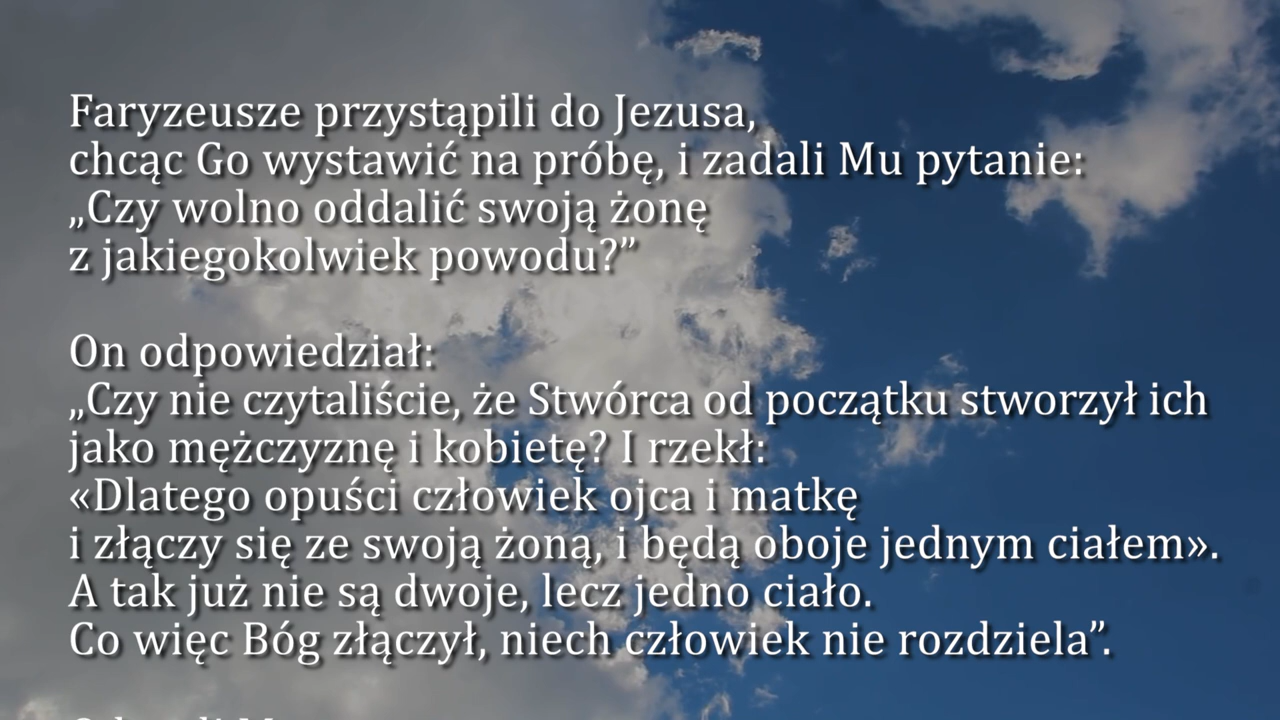 Faryzeusze przystąpili do Jezusa,
chcąc Go wystawić na próbę, i zadali Mu pytanie:
„Czy wolno oddalić swoją żonę
z jakiegokolwiek powodu?”
On odpowiedział:
„Czy nie czytaliście, że Stwórca od początku stworzył ich
jako mężczyznę i kobietę? I rzekł:
«Dlatego opuści człowiek ojca i matkę
i złączy się ze swoją żoną, i będą oboje jednym ciałem».
A tak już nie są dwoje, lecz jedno ciało.
Co więc Bóg złączył, niech człowiek nie rozdziela”.